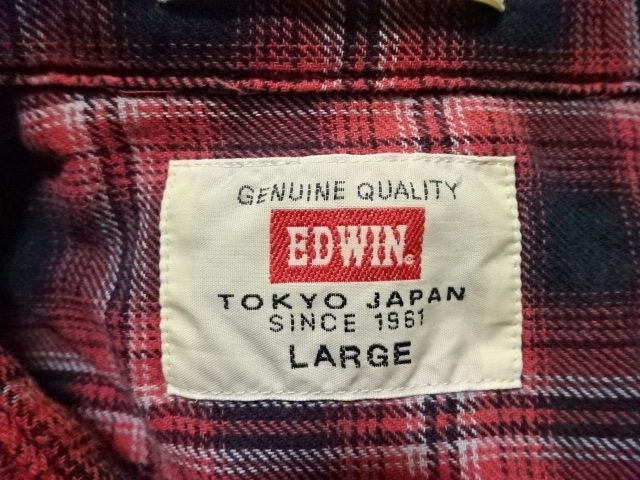 GENUINE QUALITY
EDWIN
TOKYO JAPAN
SINCE 1961
LARGE